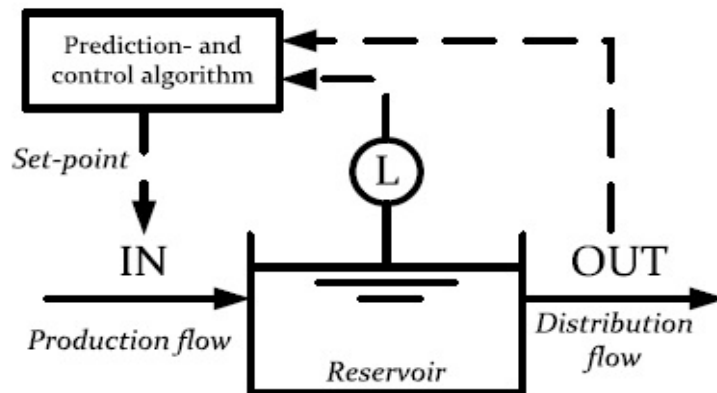 Prediction- and
control algorithm
Set-point
L
IN
OUT
Production flow
Distribution
flow
Reservoir